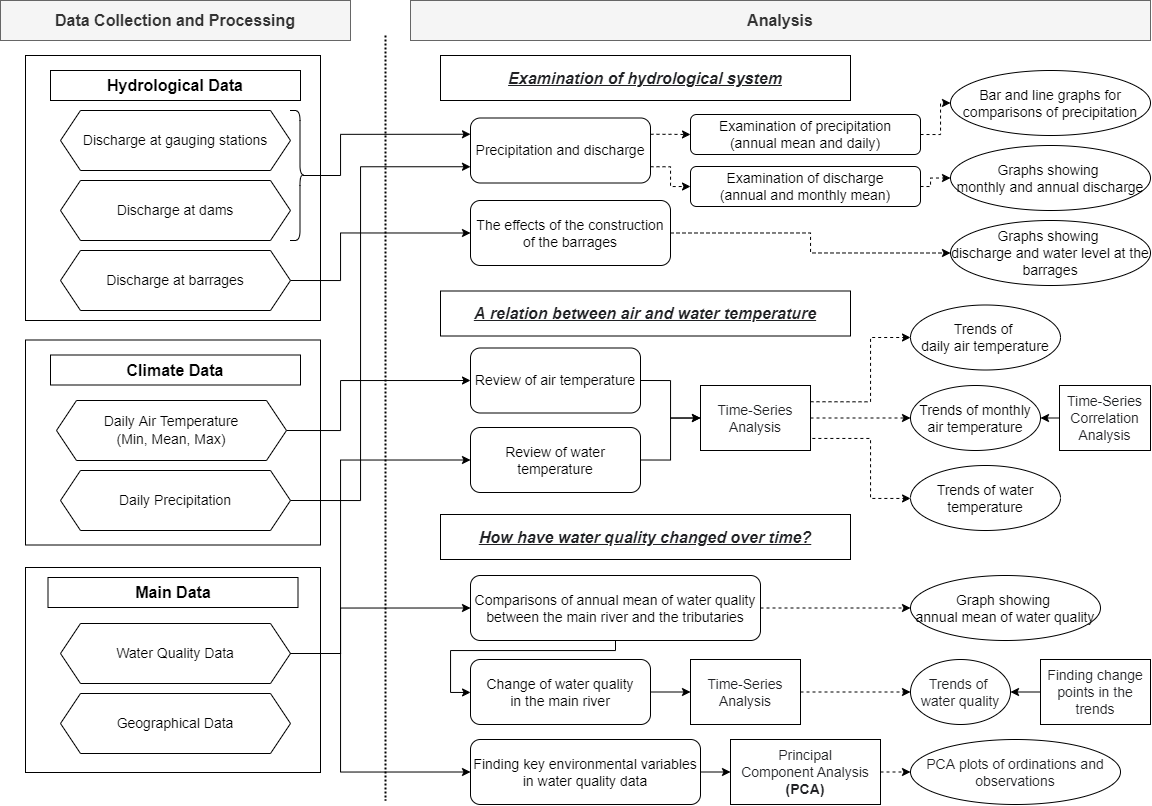 Data Collection and Processing
Analysis
Hydrological Data
Discharge at gauging stations
Discharge at dams
Discharge at barrages
Climate Data
Daily Air Temperature
(Min, Mean, Max)
Daily Precipitation
Main Data
Water Quality Data
Geographical Data
Examination of hydrological system
Precipitation and discharge
Examination of precipitation
(annual mean and daily)
Bar and line graphs for
comparisons of precipitation
Examination of discharge
(annual and monthly mean)
Graphs showing
monthly and annual discharge
The effects of the construction
of the barrages
Graphs showing
discharge and water level at the
barrages
A relation between air and water temperature
Review of air temperature
Review of water
temperature
Time-Series
Analysis
Trends of
daily air temperature
Trends of monthly
air temperature
Time-Series
Correlation
Analysis
Trends of water
temperature
How have water quality changed over time?
Comparisons of annual mean of water quality
between the main river and the tributaries
Graph showing
annual mean of water quality
Change of water quality
in the main river
Time-Series
Analysis
Trends of
water quality
Finding change
points in the
trends
Finding key environmental variables
in water quality data
Principal
Component Analysis
(PCA)
PCA plots of ordinations and
observations